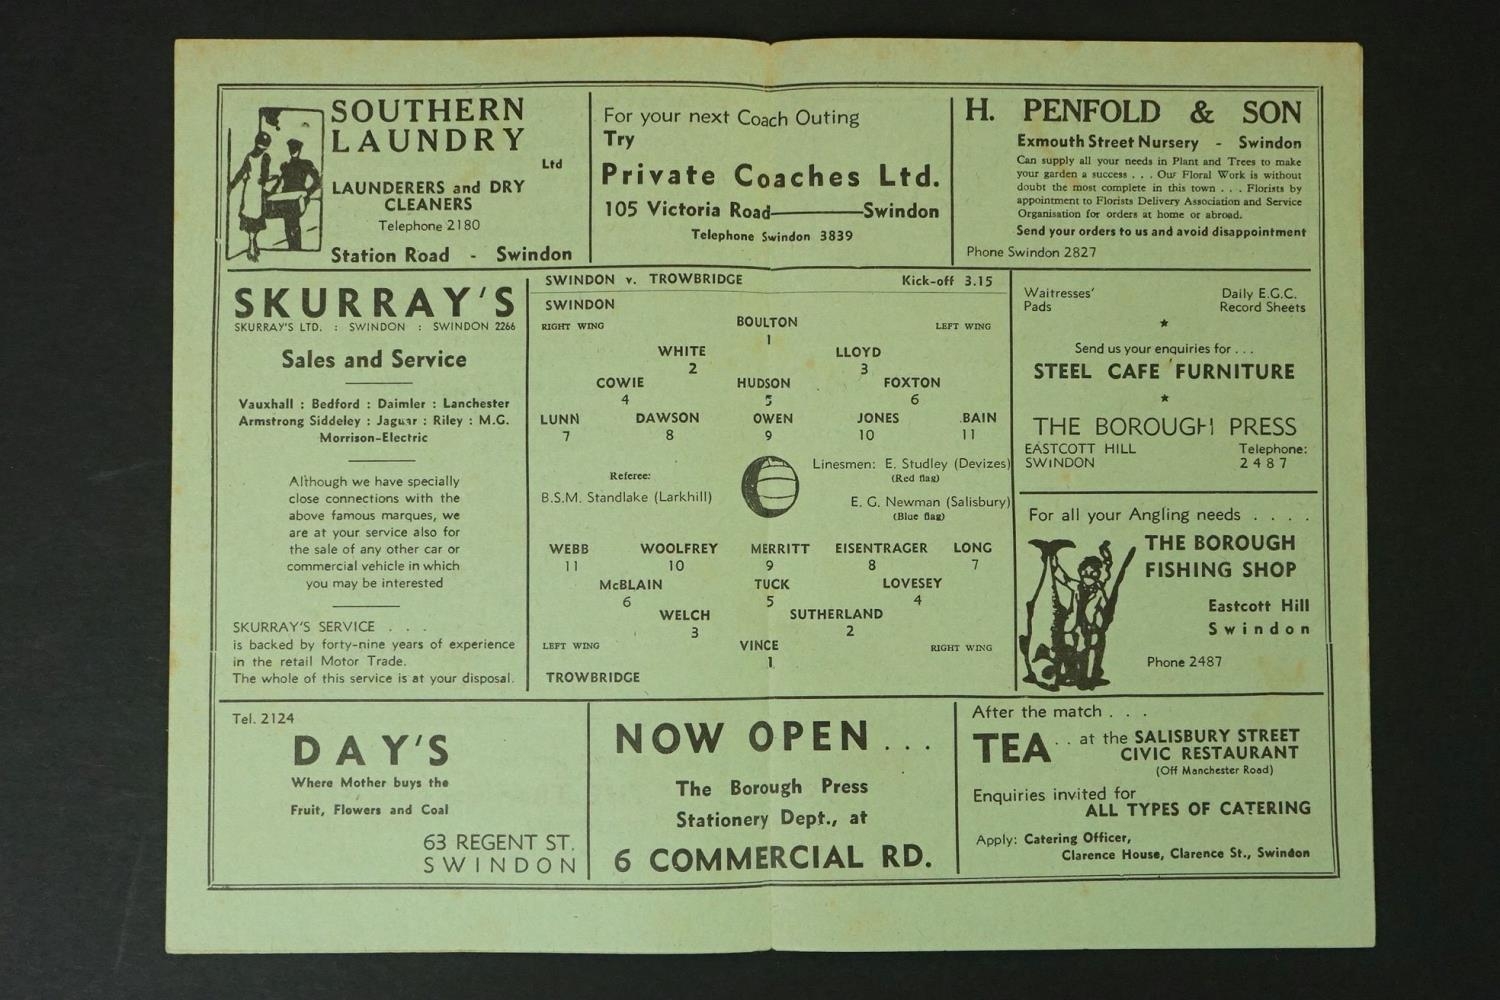 SOUTHERN
LAUNDRY
Ltd
LAUNDERERS and DRY
CLEANERS
Telephone 2180
Station Road - Swindon
For your next Coach Outing
Try
Private Coaches Ltd.
105 Victoria Road——Swindon
Telephone Swindon 3839
H. PENFOLD & SON
Exmouth Street Nursery - Swindon
Can supply all your needs in Plant and Trees to make
your garden a success . . . Our Floral Work is without
doubt the most complete in this town . . . Florists by
appointment to Florists Delivery Association and Service
Organisation for orders at home or abroad.
Send your orders to us and avoid disappointment
Phone Swindon 2827
SKURRAY'S
SKURRAY'S LTD. : SWINDON : SWINDON 2266
Sales and Service
Vauxhall : Bedford : Daimler : Lanchester
Armstrong Siddeley : Jaguar : Riley : M.G.
Morrison-Electric
Although we have specially
close connections with the
above famous marques, we
are at your service also for
the sale of any other car or
commercial vehicle in which
you may be interested
SKURRAY'S SERVICE . . .
is backed by forty-nine years of experience
in the retail Motor Trade.
The whole of this service is at your disposal.
SWINDON v. TROWBRIDGE Kick-off 3.15
SWINDON
RIGHT WING BOULTON LEFT WING
1
WHITE LLOYD
2 3
COWIE HUDSON FOXTON
4 5 6
LUNN DAWSON OWEN JONES BAIN
7 8 9 10 11
Referee:
B.S.M. Standlake (Larkhill)
Linesmen: E. Studley (Devizes)
(Red flag)
E. G. Newman (Salisbury)
(Blue flag)
WEBB WOOLFREY MERRITT EISENTRAGER LONG
11 10 9 8 7
McBLAIN TUCK LOVESEY
6 5 4
WELCH SUTHERLAND
3 2
LEFT WING VINCE RIGHT WING
1
TROWBRIDGE
Waitresses' Daily E.G.C.
Pads Record Sheets
Send us your enquiries for . . .
STEEL CAFE FURNITURE
THE BOROUGH PRESS
EASTCOTT HILL Telephone:
SWINDON 2487
For all your Angling needs . . . .
THE BOROUGH
FISHING SHOP
Eastcott Hill
Swindon
Phone 2487
Tel. 2124
DAY'S
Where Mother buys the
Fruit, Flowers and Coal
63 REGENT ST.
SWINDON
NOW OPEN . . .
The Borough Press
Stationery Dept., at
6 COMMERCIAL RD.
After the match . . .
TEA . . at the SALISBURY STREET
CIVIC RESTAURANT
(Off Manchester Road)
Enquiries invited for
ALL TYPES OF CATERING
Apply: Catering Officer,
Clarence House, Clarence St., Swindon